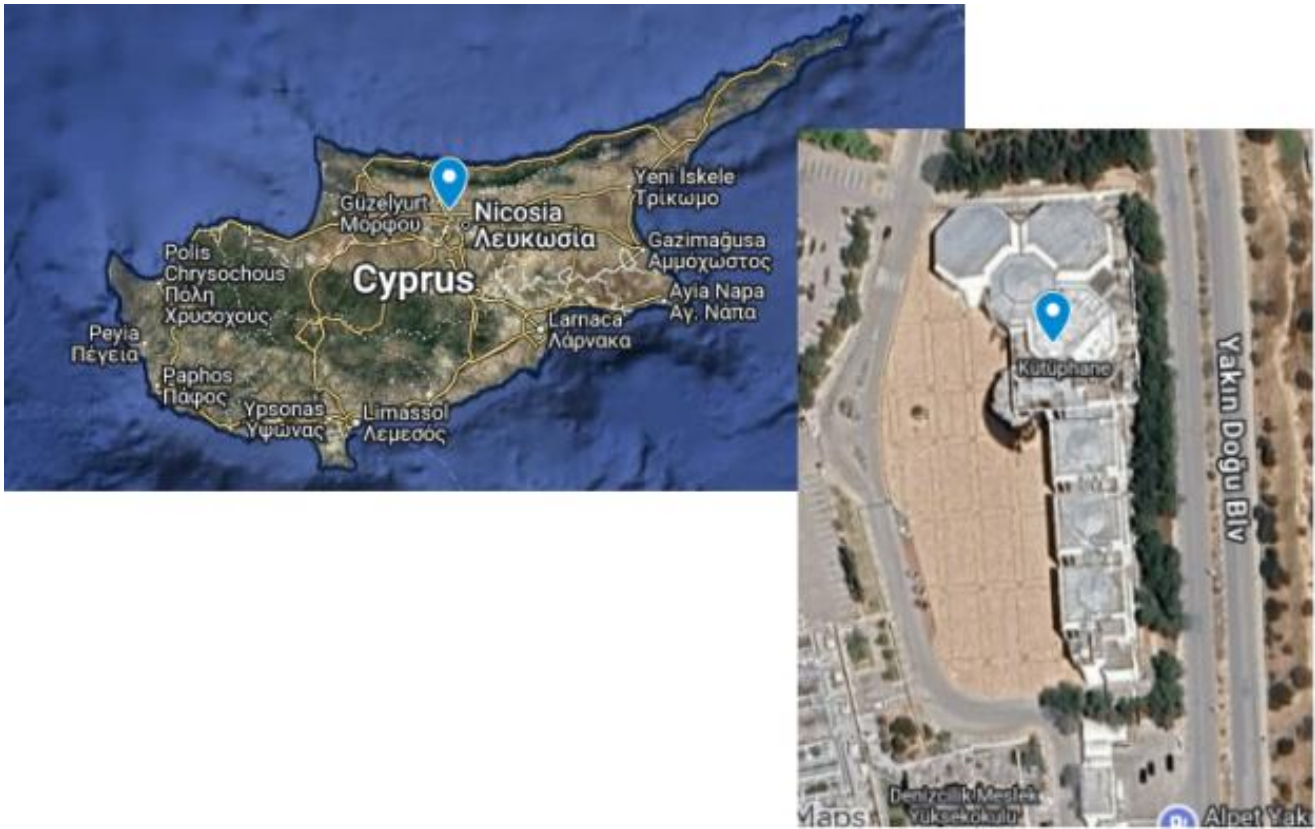 Yeni İskele
Τρίκωμο
Güzelyurt
Μόρφου
Nicosia
Λευκωσία
Polis
Chrysochous
Πόλη
Χρυσοχούς
Gazimağusa
Αμμόχωστος
Cyprus
Ayia Napa
Αγ. Νάπα
Peyia
Πέγεια
Larnaca
Λάρνακα
Paphos
Πάφος
Ypsonas
Υψώνας
Limassol
Λεμεσός
Kütüphane
Yakın Doğu Blv
Denizcilik Meslek
Yüksekokulu
Maps
Alpet Yak